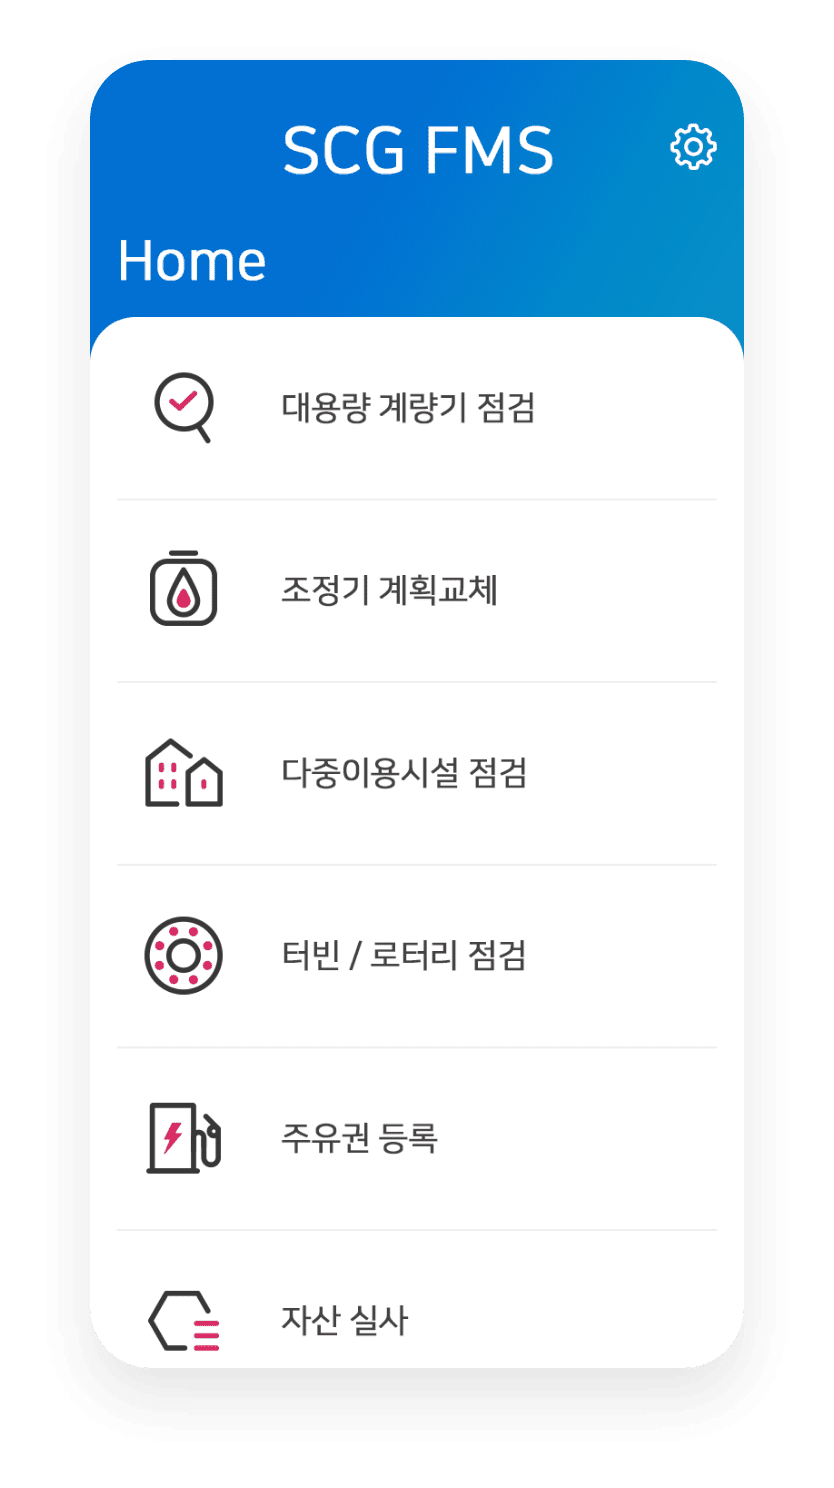 SCG FMS
Home
대용량 계량기 점검
조정기 계획교체
다중이용시설 점검
터빈 / 로터리 점검
주유권 등록
자산 실사